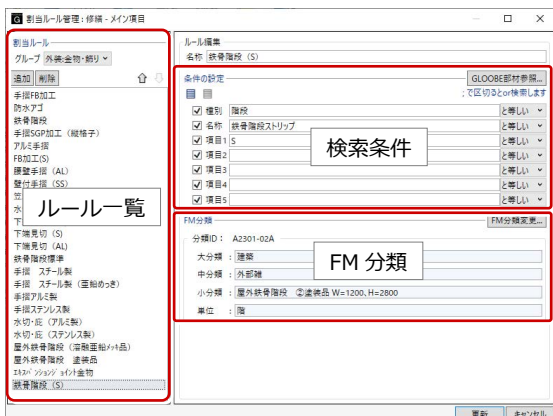 G 割当ルール管理:修繕 - メイン項目
割当ルール
グループ 外装:金物・飾り
追加 削除
手摺FB加工
防水アゴ
鉄骨階段
手摺SGP加工(縦格子)
アルミ手摺
FB加工(S)
腰壁手摺(AL)
壁付手摺(SS)
ルール一覧
下端見切(S)
下端見切(AL)
鉄骨階段標準
手摺 スチール製
手摺 スチール製(亜鉛めっき)
手摺アルミ製
手摺ステンレス製
水切・庇(アルミ製)
水切・庇(ステンレス製)
屋外鉄骨階段(溶融亜鉛メッキ品)
屋外鉄骨階段 塗装品
エキスパンションジョイント金物
鉄骨階段(S)
ルール編集
名称 鉄骨階段(S)
条件の設定 GLOOBE部材参照...
;で区切るとor検索します
種別 階段 と等しい
名称 鉄骨階段ストリップ と等しい
項目1 S と等しい
項目2 と等しい
項目3 と等しい
項目4 と等しい
項目5 と等しい
検索条件
FM分類 FM分類変更...
分類ID: A2301-02A
大分類 : 建築
中分類 : 外部雑
小分類 : 屋外鉄骨階段 ②塗装品 W=1200、H=2800
単位 : 階
FM 分類
更新 キャンセル